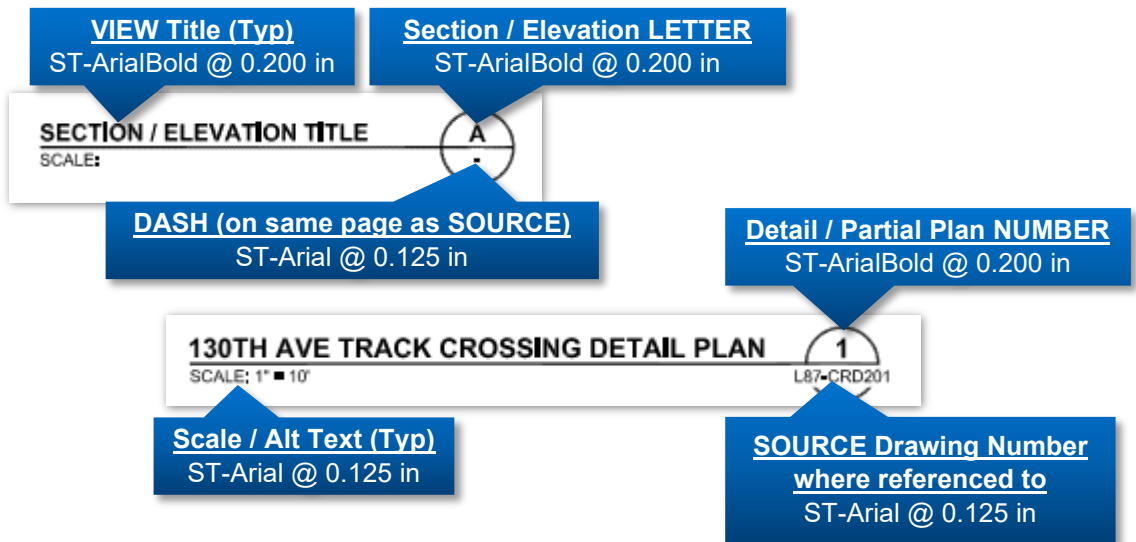 VIEW Title (Typ)
ST-ArialBold @ 0.200 in
Section / Elevation LETTER
ST-ArialBold @ 0.200 in
SECTION / ELEVATION TITLE
A
SCALE:
-
DASH (on same page as SOURCE)
ST-Arial @ 0.125 in
Detail / Partial Plan NUMBER
ST-ArialBold @ 0.200 in
130TH AVE TRACK CROSSING DETAIL PLAN
1
SCALE: 1" = 10'
L87-CRD201
Scale / Alt Text (Typ)
ST-Arial @ 0.125 in
SOURCE Drawing Number
where referenced to
ST-Arial @ 0.125 in